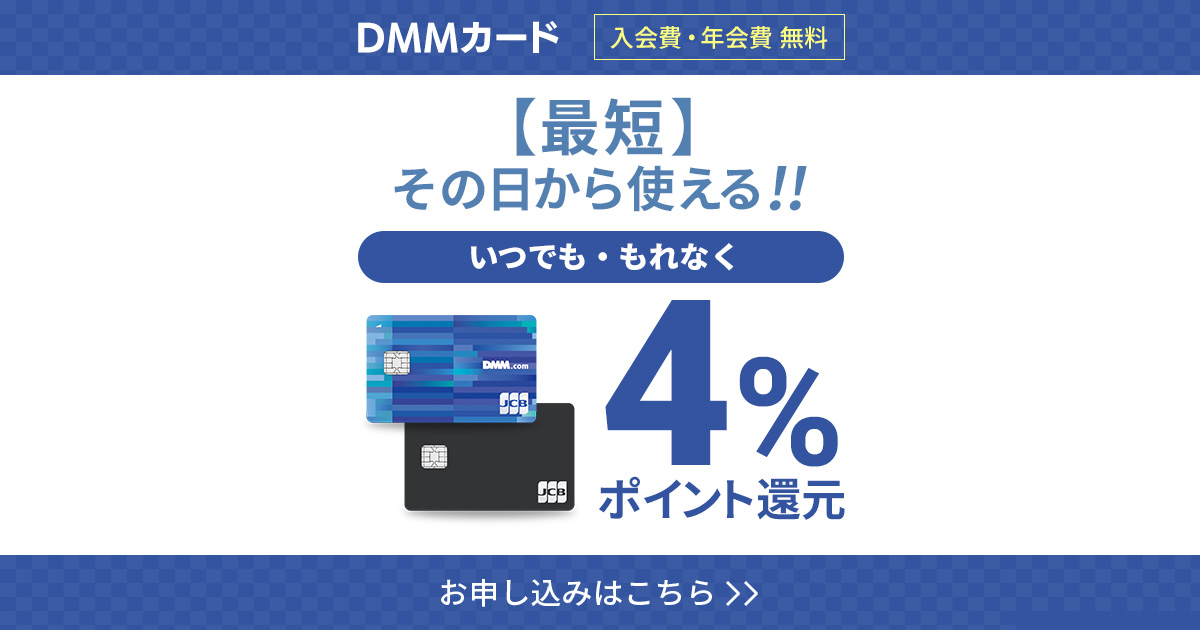 DMMカード
入会費・年会費 無料
【最短】
その日から使える!!
いつでも・もれなく
DMM.com
JCB
JCB
4%
ポイント還元
お申し込みはこちら >>